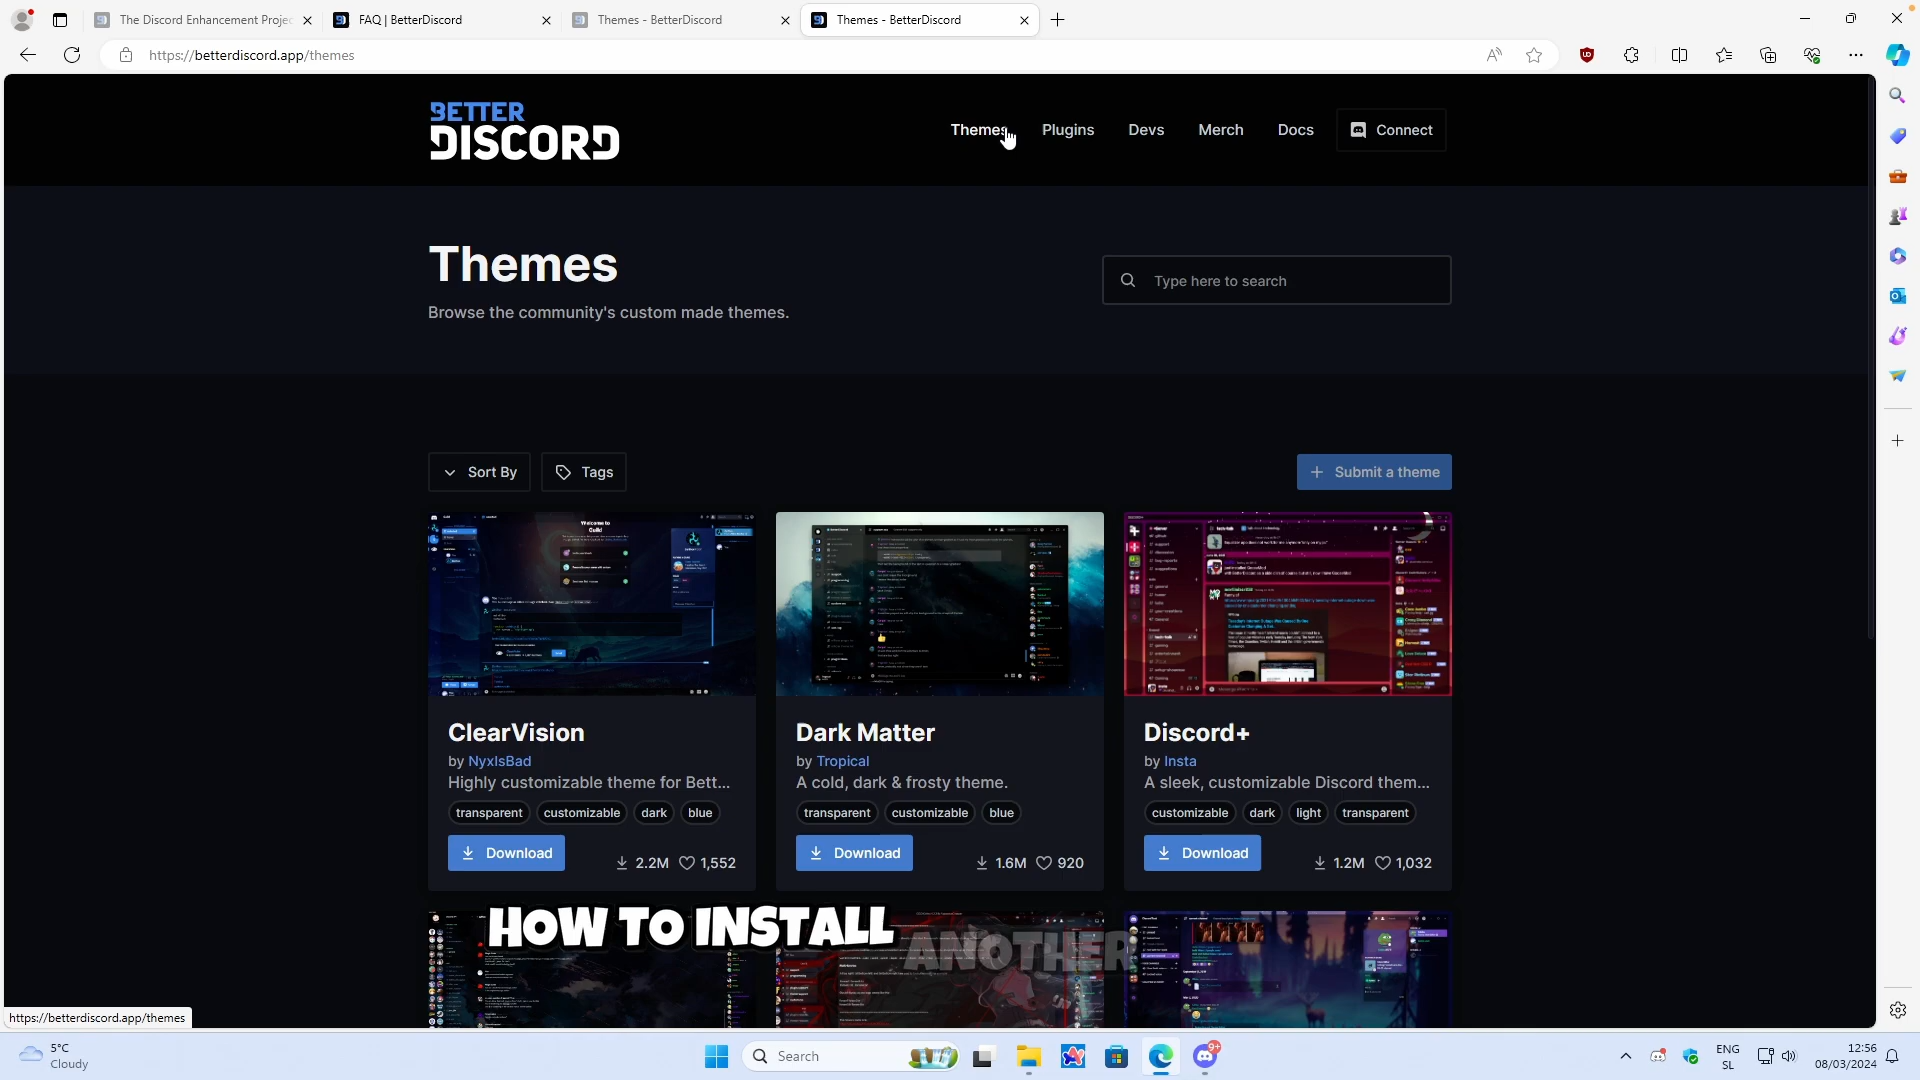 The Discord Enhancement Projec
FAQ | BetterDiscord
Themes - BetterDiscord
Themes - BetterDiscord
https://betterdiscord.app/themes
BETTER
DISCORD
Themes
Plugins
Devs
Merch
Docs
Connect
Themes
Browse the community's custom made themes.
Type here to search
Sort By
Tags
Submit a theme
ClearVision
by NyxIsBad
Highly customizable theme for Bett...
transparent customizable dark blue
Download
2.2M 1,552
Dark Matter
by Tropical
A cold, dark & frosty theme.
transparent customizable blue
Download
1.6M 920
Discord+
by Insta
A sleek, customizable Discord them...
customizable dark light transparent
Download
1.2M 1,032
HOW TO INSTALL ANOTHER
https://betterdiscord.app/themes
5°C
Cloudy
Search
9+
ENG
SL
12:56
08/03/2024